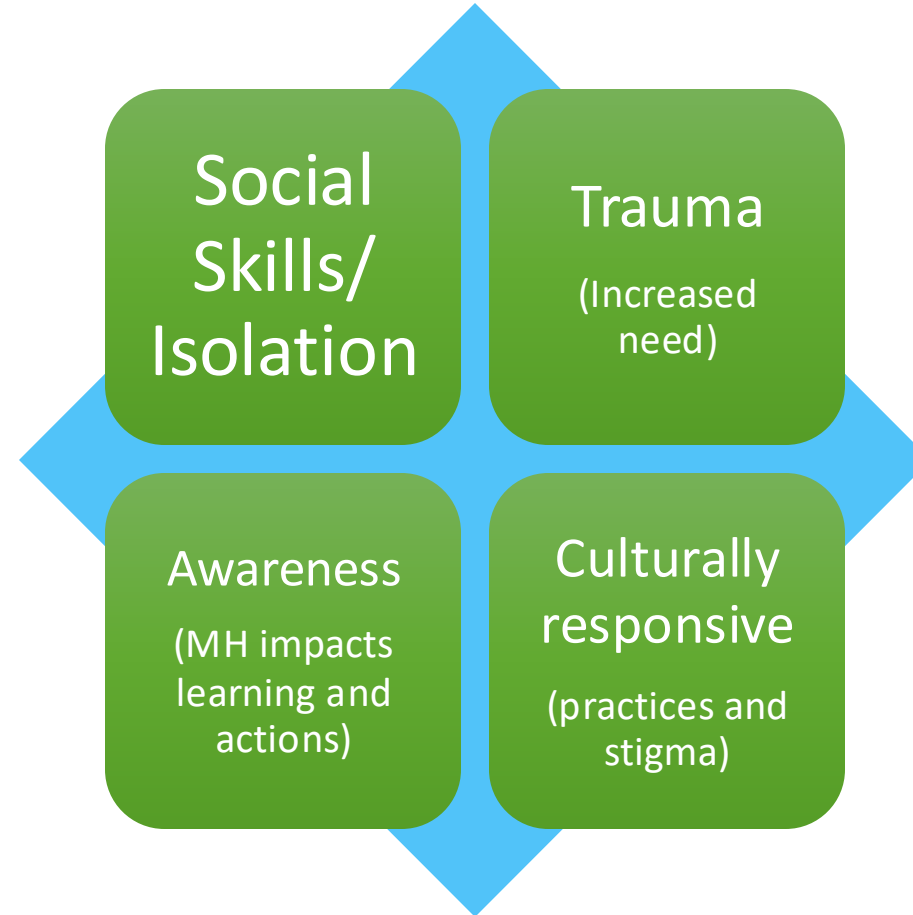 Social
Skills/
Isolation
Trauma
(Increased
need)
Awareness
(MH impacts
learning and
actions)
Culturally
responsive
(practices and
stigma)